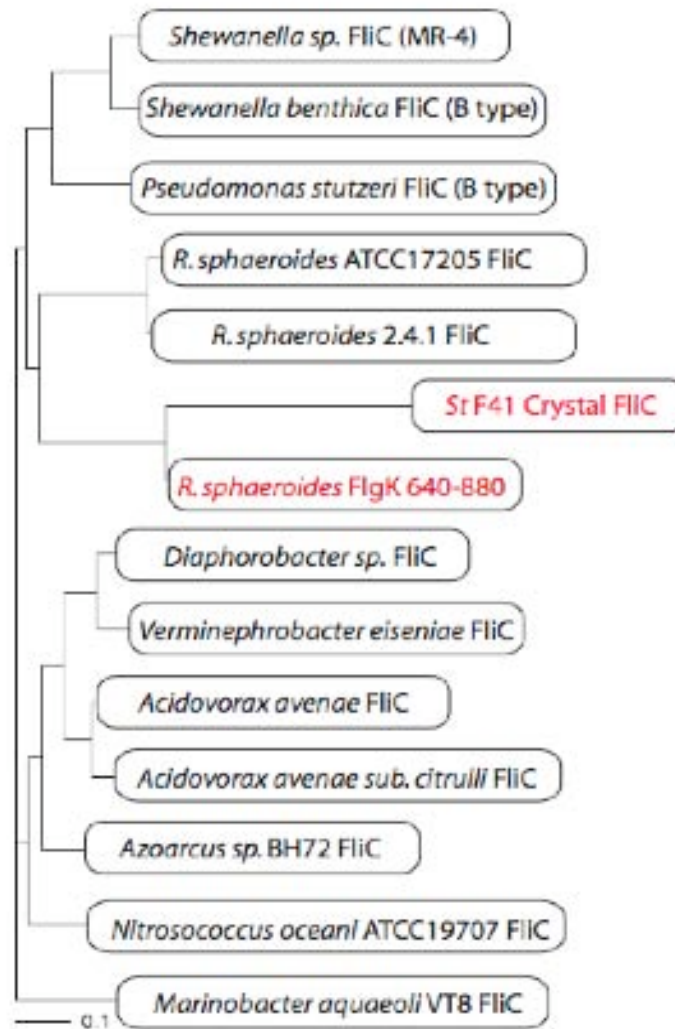 Shewanella sp. FliC (MR-4)
Shewanella benthica FliC (B type)
Pseudomonas stutzeri FliC (B type)
R. sphaeroides ATCC17205 FliC
R. sphaeroides 2.4.1 FliC
St F41 Crystal FliC
R. sphaeroides FlgK 640-880
Diaphorobacter sp. FliC
Verminephrobacter eiseniae FliC
Acidovorax avenae FliC
Acidovorax avenae sub. citrulli FliC
Azoarcus sp. BH72 FliC
Nitrosococcus oceani ATCC19707 FliC
Marinobacter aquaeoli VT8 FliC
0.1